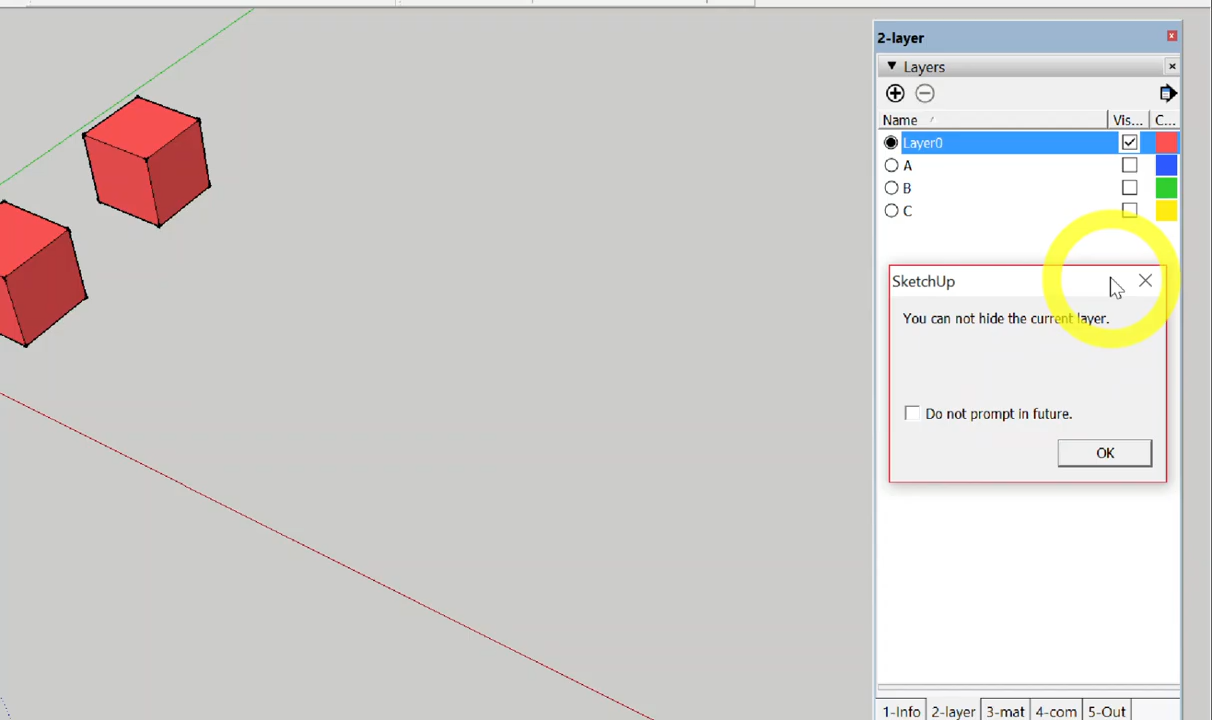 2-layer
Layers
Name Vis... C...
Layer0
A
B
C
SketchUp
You can not hide the current layer.
Do not prompt in future.
OK
1-Info 2-layer 3-mat 4-com 5-Out